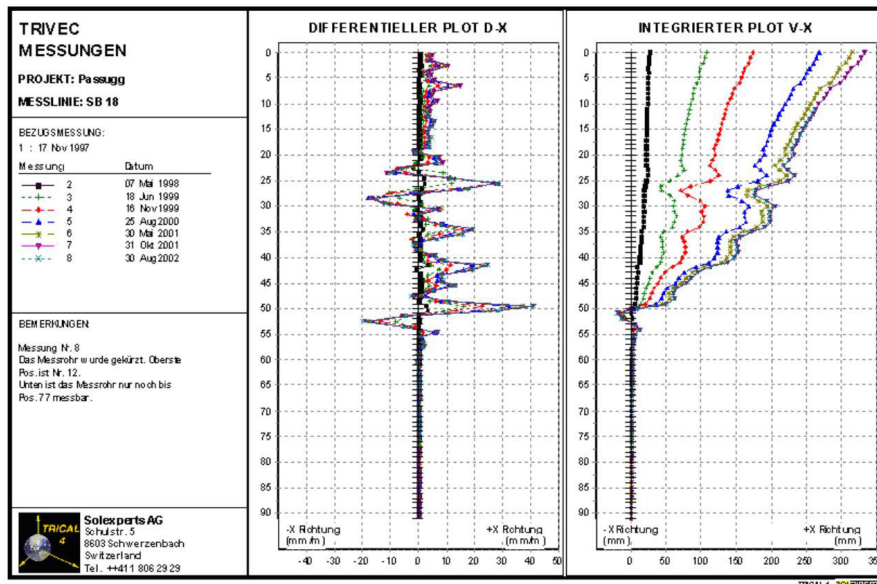 TRIVEC
MESSUNGEN
PROJEKT: Passugg
MESSLINIE: SB 18
BEZUGSMESSUNG:
1 : 17 Nov 1997
Messung Datum
2 07 Mai 1998
3 18 Jun 1999
4 16 Nov 1999
5 25 Aug 2000
6 30 Mai 2001
7 31 Okt 2001
8 30 Aug 2002
BEMERKUNGEN:
Messung Nr. 8
Das Messrohr wurde gekürzt. Oberste
Pos. ist Nr. 12.
Unten ist das Messrohr nur noch bis
Pos. 77 messbar.
TRICAL
4
Solexperts AG
Schulstr. 5
8603 Schwerzenbach
Switzerland
Tel. ++41 1 806 29 29
DIFFERENTIELLER PLOT D-X
0
5
10
15
20
25
30
35
40
45
50
55
60
65
70
75
80
85
90
-X Richtung +X Richtung
(mm/m) (mm/m)
-40 -30 -20 -10 0 10 20 30 40 50
INTEGRIERTER PLOT V-X
0
5
10
15
20
25
30
35
40
45
50
55
60
65
70
75
80
85
90
-X Richtung +X Richtung
(mm) (mm)
0 50 100 150 200 250 300